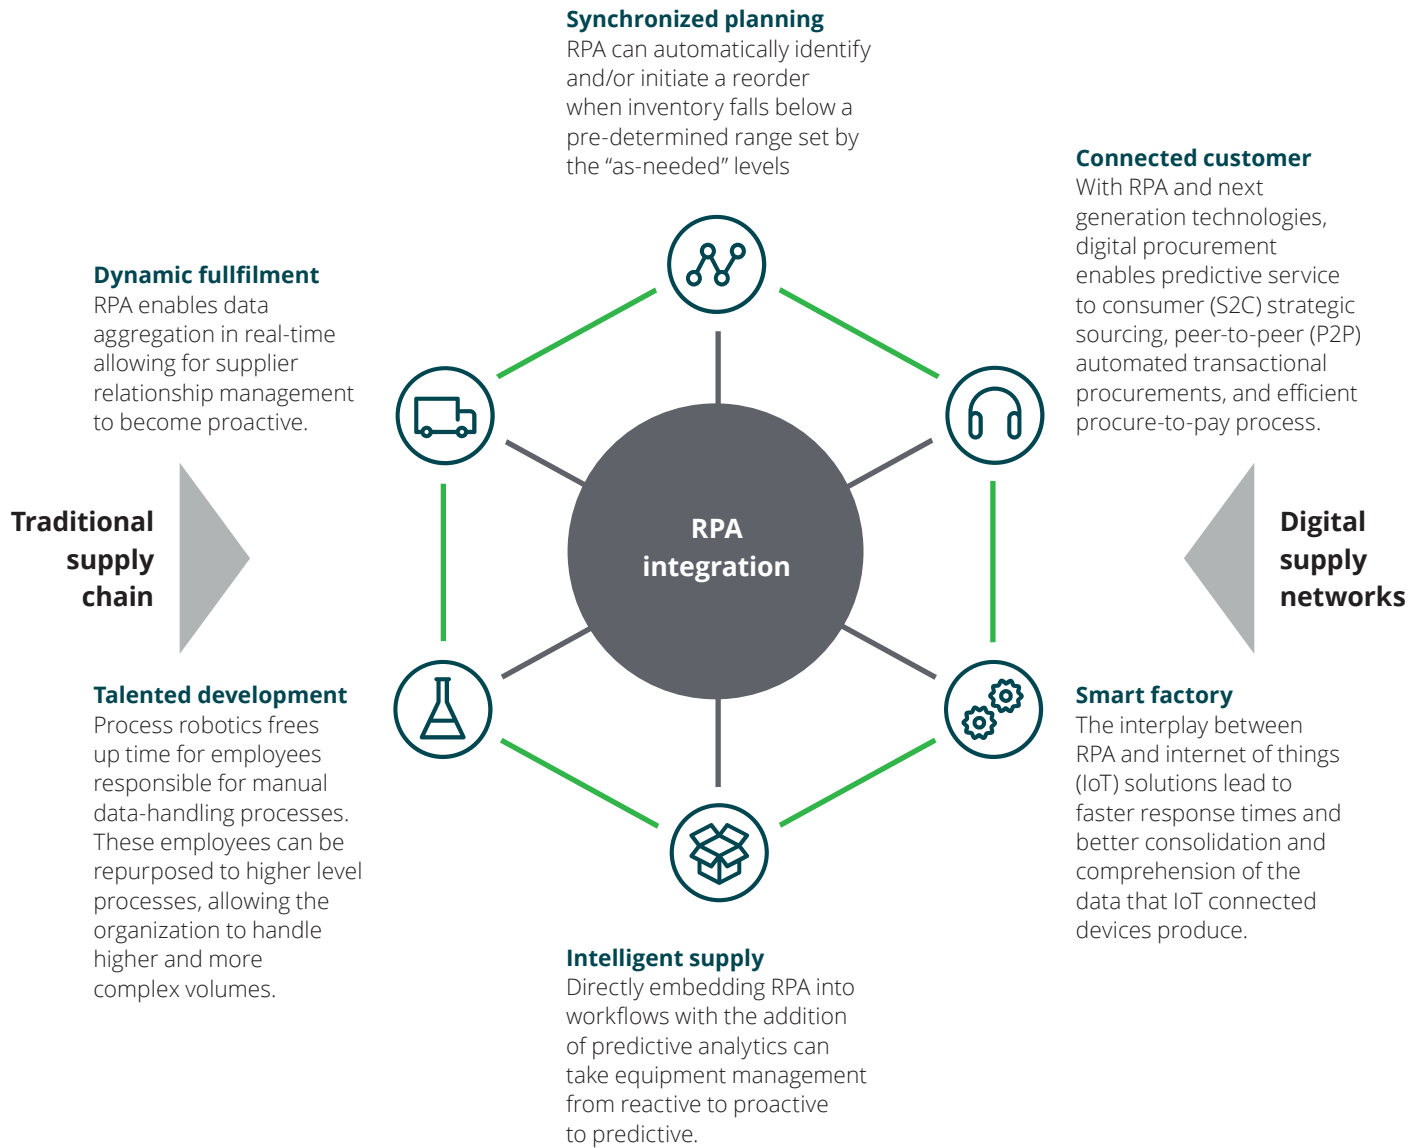 Synchronized planning
RPA can automatically identify
and/or initiate a reorder
when inventory falls below a
pre-determined range set by
the “as-needed” levels
Connected customer
With RPA and next
generation technologies,
digital procurement
enables predictive service
to consumer (S2C) strategic
sourcing, peer-to-peer (P2P)
automated transactional
procurements, and efficient
procure-to-pay process.
Dynamic fullfilment
RPA enables data
aggregation in real-time
allowing for supplier
relationship management
to become proactive.
Traditional
supply
chain
RPA
integration
Digital
supply
networks
Talented development
Process robotics frees
up time for employees
responsible for manual
data-handling processes.
These employees can be
repurposed to higher level
processes, allowing the
organization to handle
higher and more
complex volumes.
Smart factory
The interplay between
RPA and internet of things
(IoT) solutions lead to
faster response times and
better consolidation and
comprehension of the
data that IoT connected
devices produce.
Intelligent supply
Directly embedding RPA into
workflows with the addition
of predictive analytics can
take equipment management
from reactive to proactive
to predictive.